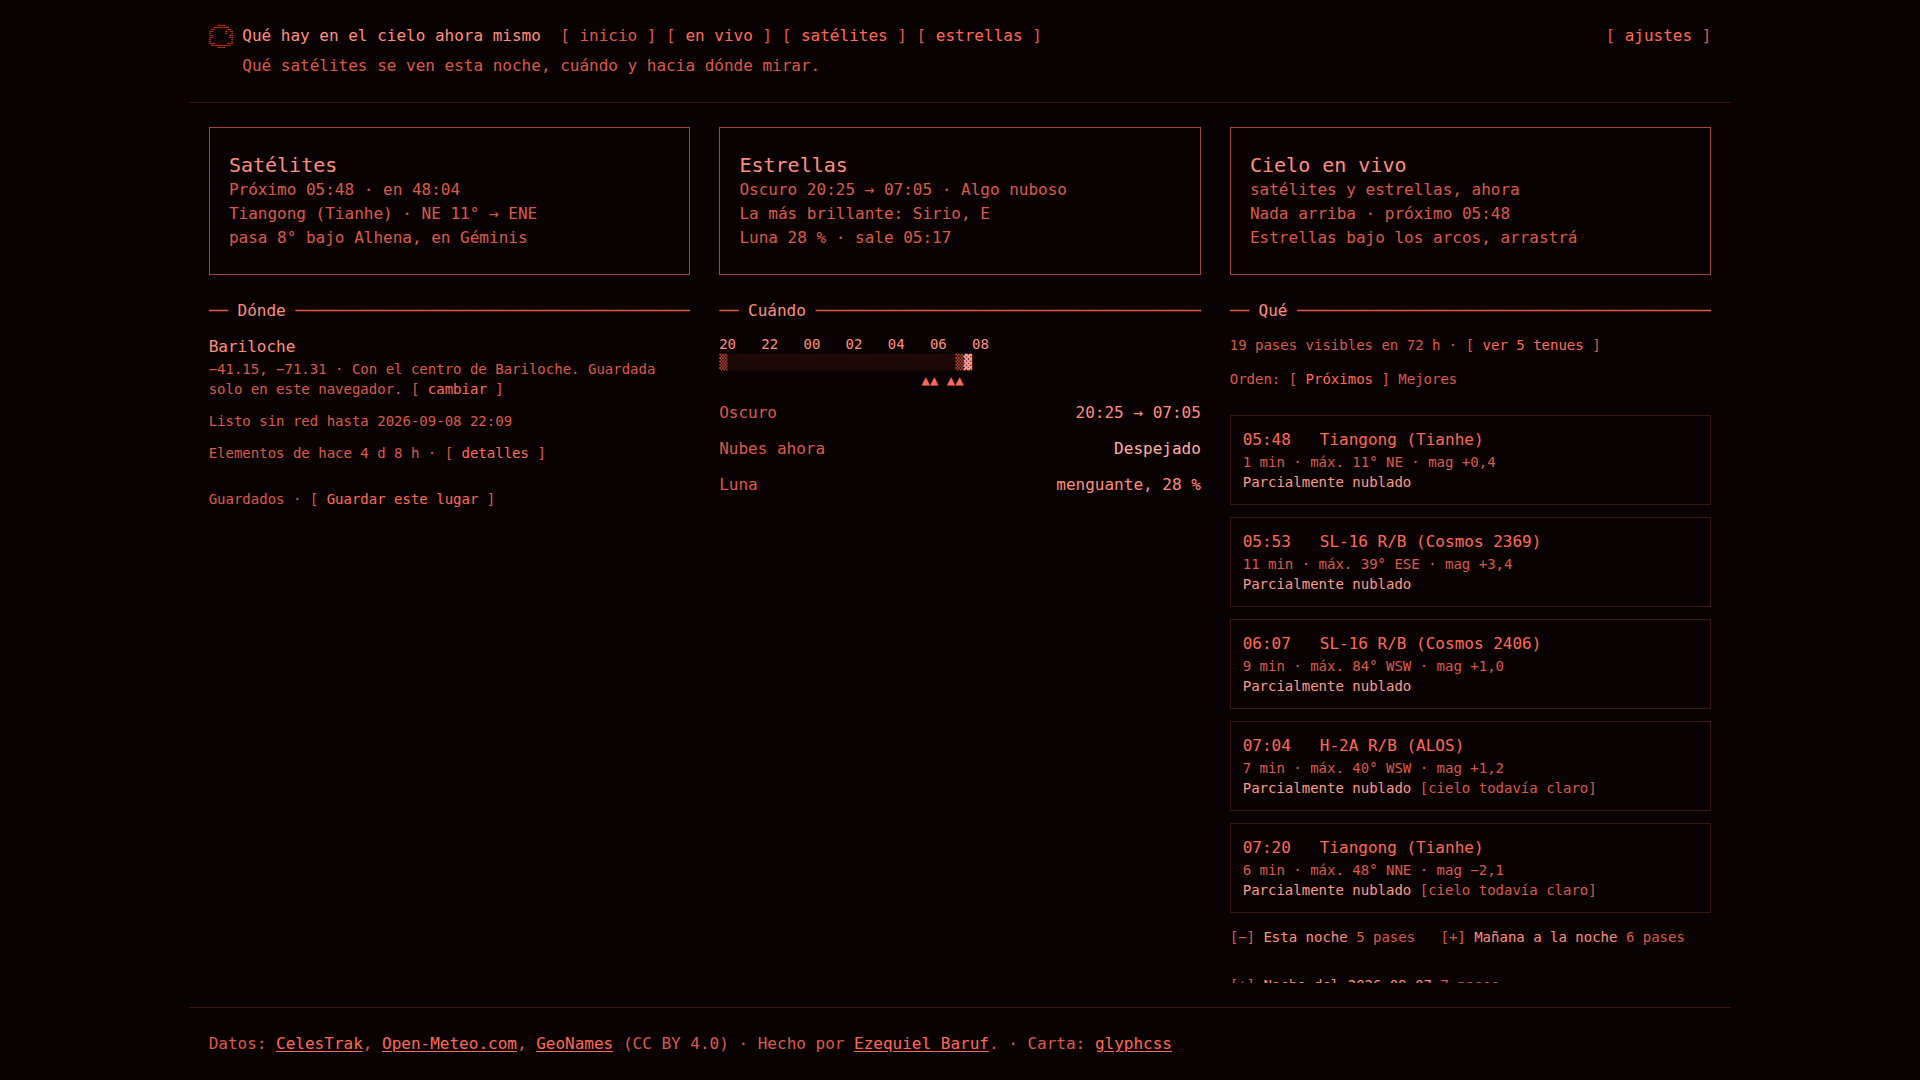 Qué hay en el cielo ahora mismo [ inicio ] [ en vivo ] [ satélites ] [ estrellas ]
[ ajustes ]
Qué satélites se ven esta noche, cuándo y hacia dónde mirar.
Satélites
Próximo 05:48 · en 48:04
Tiangong (Tianhe) · NE 11° → ENE
pasa 8° bajo Alhena, en Géminis
Estrellas
Oscuro 20:25 → 07:05 · Algo nuboso
La más brillante: Sirio, E
Luna 28 % · sale 05:17
Cielo en vivo
satélites y estrellas, ahora
Nada arriba · próximo 05:48
Estrellas bajo los arcos, arrastrá
Dónde
Bariloche
−41.15, −71.31 · Con el centro de Bariloche. Guardada
solo en este navegador. [ cambiar ]
Listo sin red hasta 2026-09-08 22:09
Elementos de hace 4 d 8 h · [ detalles ]
Guardados · [ Guardar este lugar ]
Cuándo
20 22 00 02 04 06 08
▲▲ ▲▲
Oscuro 20:25 → 07:05
Nubes ahora Despejado
Luna menguante, 28 %
Qué
19 pases visibles en 72 h · [ ver 5 tenues ]
Orden: [ Próximos ] Mejores
05:48 Tiangong (Tianhe)
1 min · máx. 11° NE · mag +0,4
Parcialmente nublado
05:53 SL-16 R/B (Cosmos 2369)
11 min · máx. 39° ESE · mag +3,4
Parcialmente nublado
06:07 SL-16 R/B (Cosmos 2406)
9 min · máx. 84° WSW · mag +1,0
Parcialmente nublado
07:04 H-2A R/B (ALOS)
7 min · máx. 40° WSW · mag +1,2
Parcialmente nublado [cielo todavía claro]
07:20 Tiangong (Tianhe)
6 min · máx. 48° NNE · mag −2,1
Parcialmente nublado [cielo todavía claro]
[−] Esta noche 5 pases [+] Mañana a la noche 6 pases
[+] Noche del 2026-09-07 7 pases
Datos: CelesTrak, Open-Meteo.com, GeoNames (CC BY 4.0) · Hecho por Ezequiel Baruf. · Carta: glyphcss